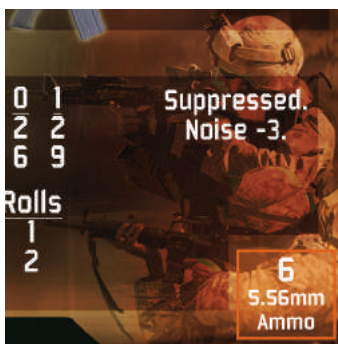 0 1
2 2
6 9
Rolls
1
2
Suppressed.
Noise -3.
6
5.56mm
Ammo